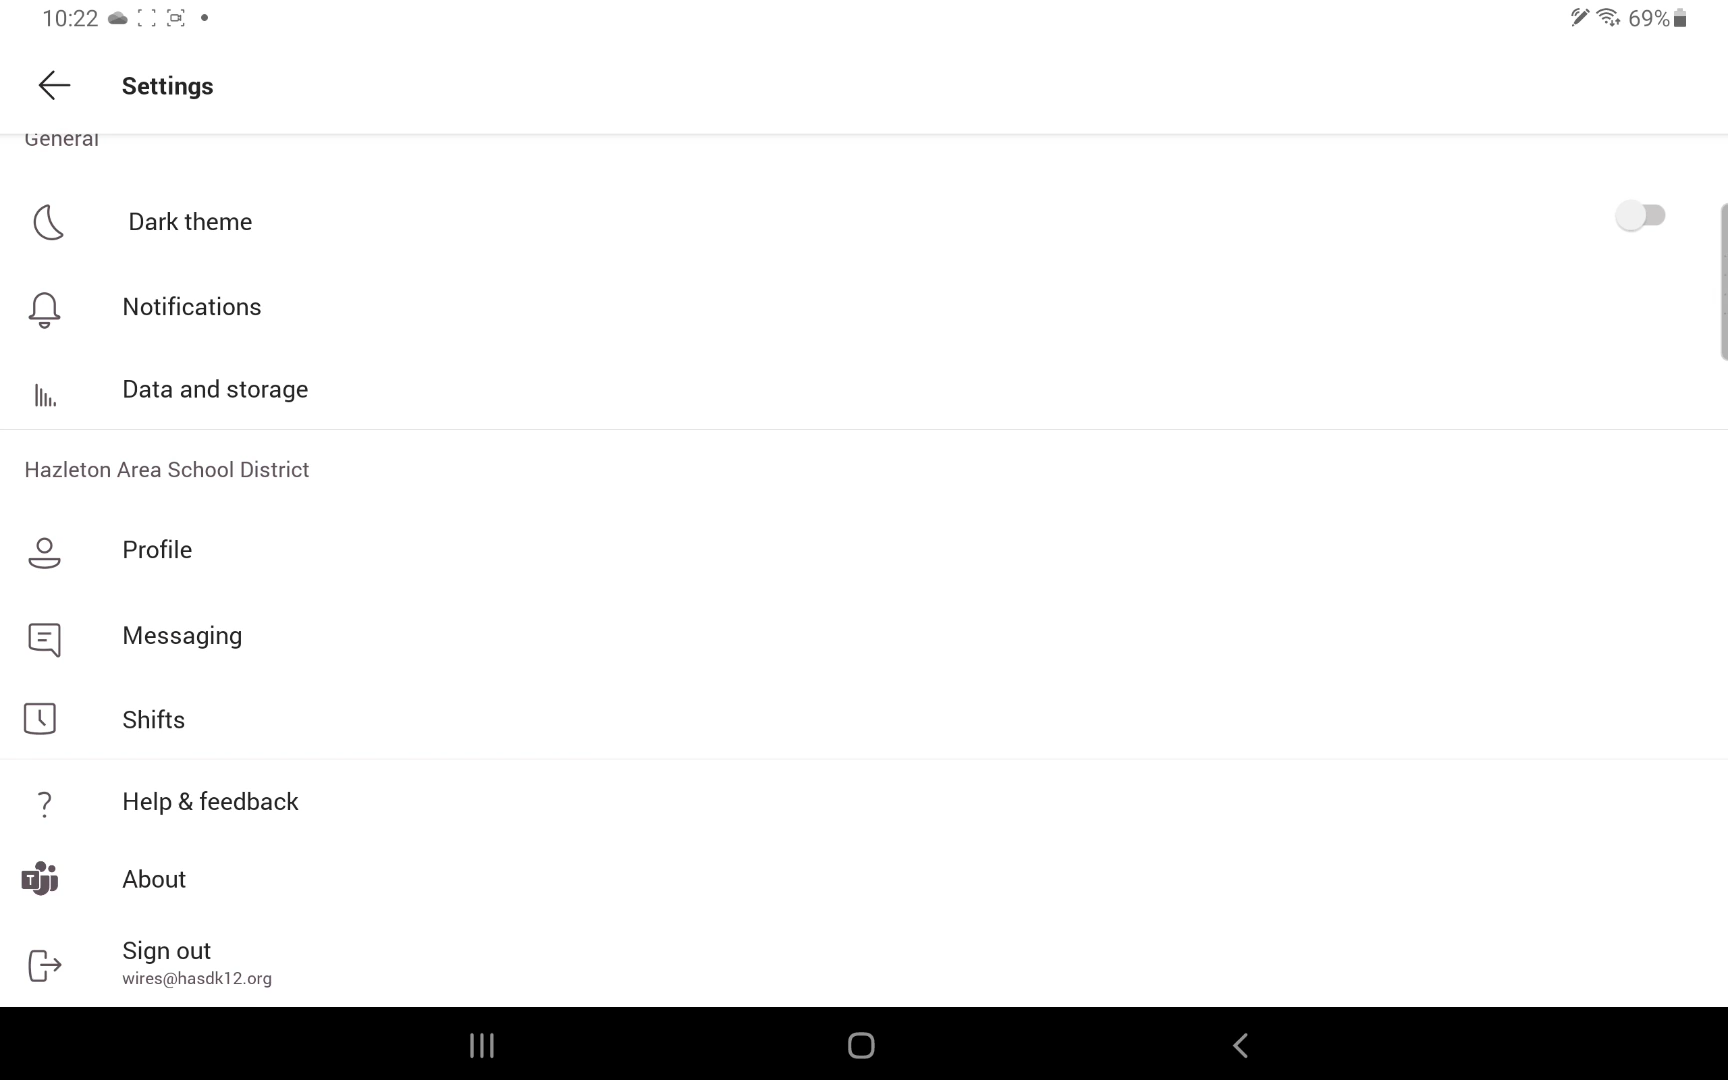 10:22
69%
Settings
General
Dark theme
Notifications
Data and storage
Hazleton Area School District
Profile
Messaging
Shifts
?
Help & feedback
T
About
Sign out
wires@hasdk12.org